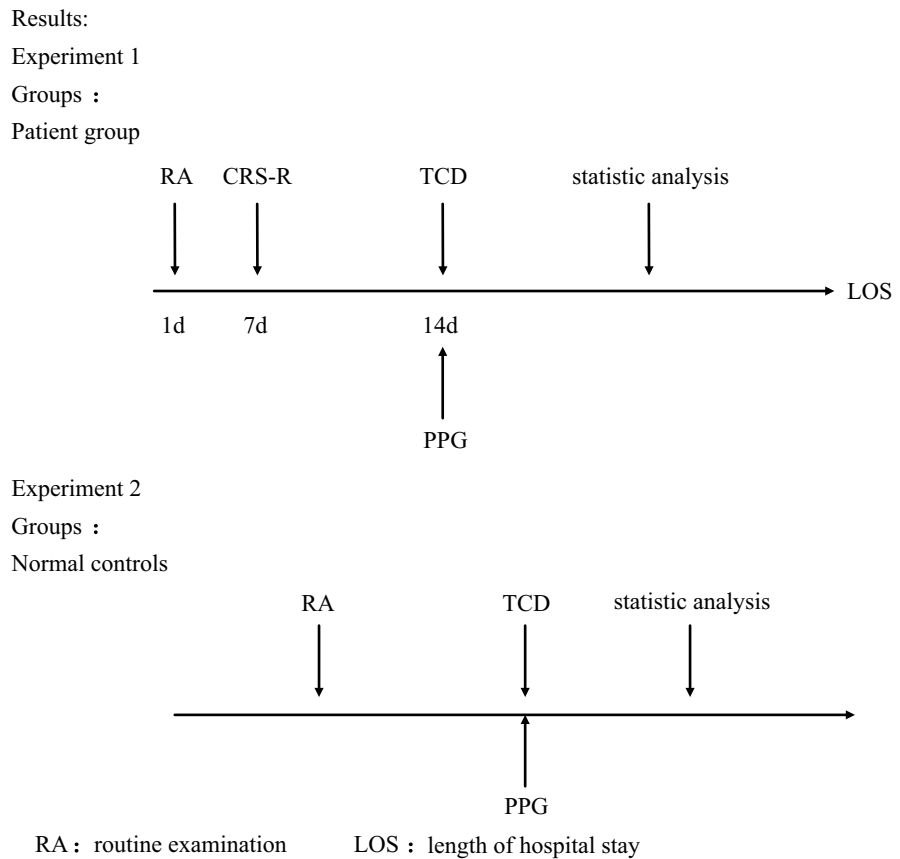 Results:
Experiment 1
Groups：
Patient group
RA CRS-R TCD statistic analysis
LOS
1d 7d 14d
PPG
Experiment 2
Groups：
Normal controls
RA TCD statistic analysis
PPG
RA：routine examination LOS：length of hospital stay